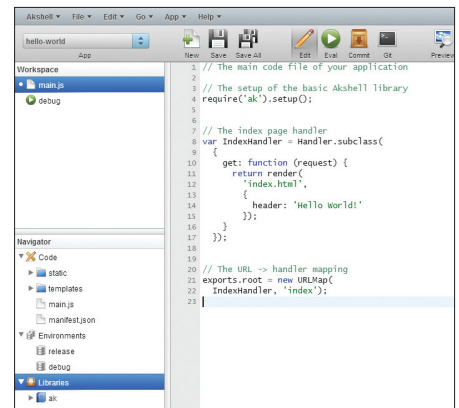 Akshell File Edit Go App Help
hello-world
App
New Save Save All Edit Eval Commit Git Preview
Workspace
main.js
debug
Navigator
Code
static
templates
main.js
manifest.json
Environments
release
debug
Libraries
ak
1 // The main code file of your application
2
3 // The setup of the basic Akshell library
4 require('ak').setup();
5
6
7 // The index page handler
8 var IndexHandler = Handler.subclass(
9 {
10 get: function (request) {
11 return render(
12 'index.html',
13 {
14 header: 'Hello World!'
15 });
16 }
17 });
18
19
20 // The URL -> handler mapping
21 exports.root = new URLMap(
22 IndexHandler, 'index');
23